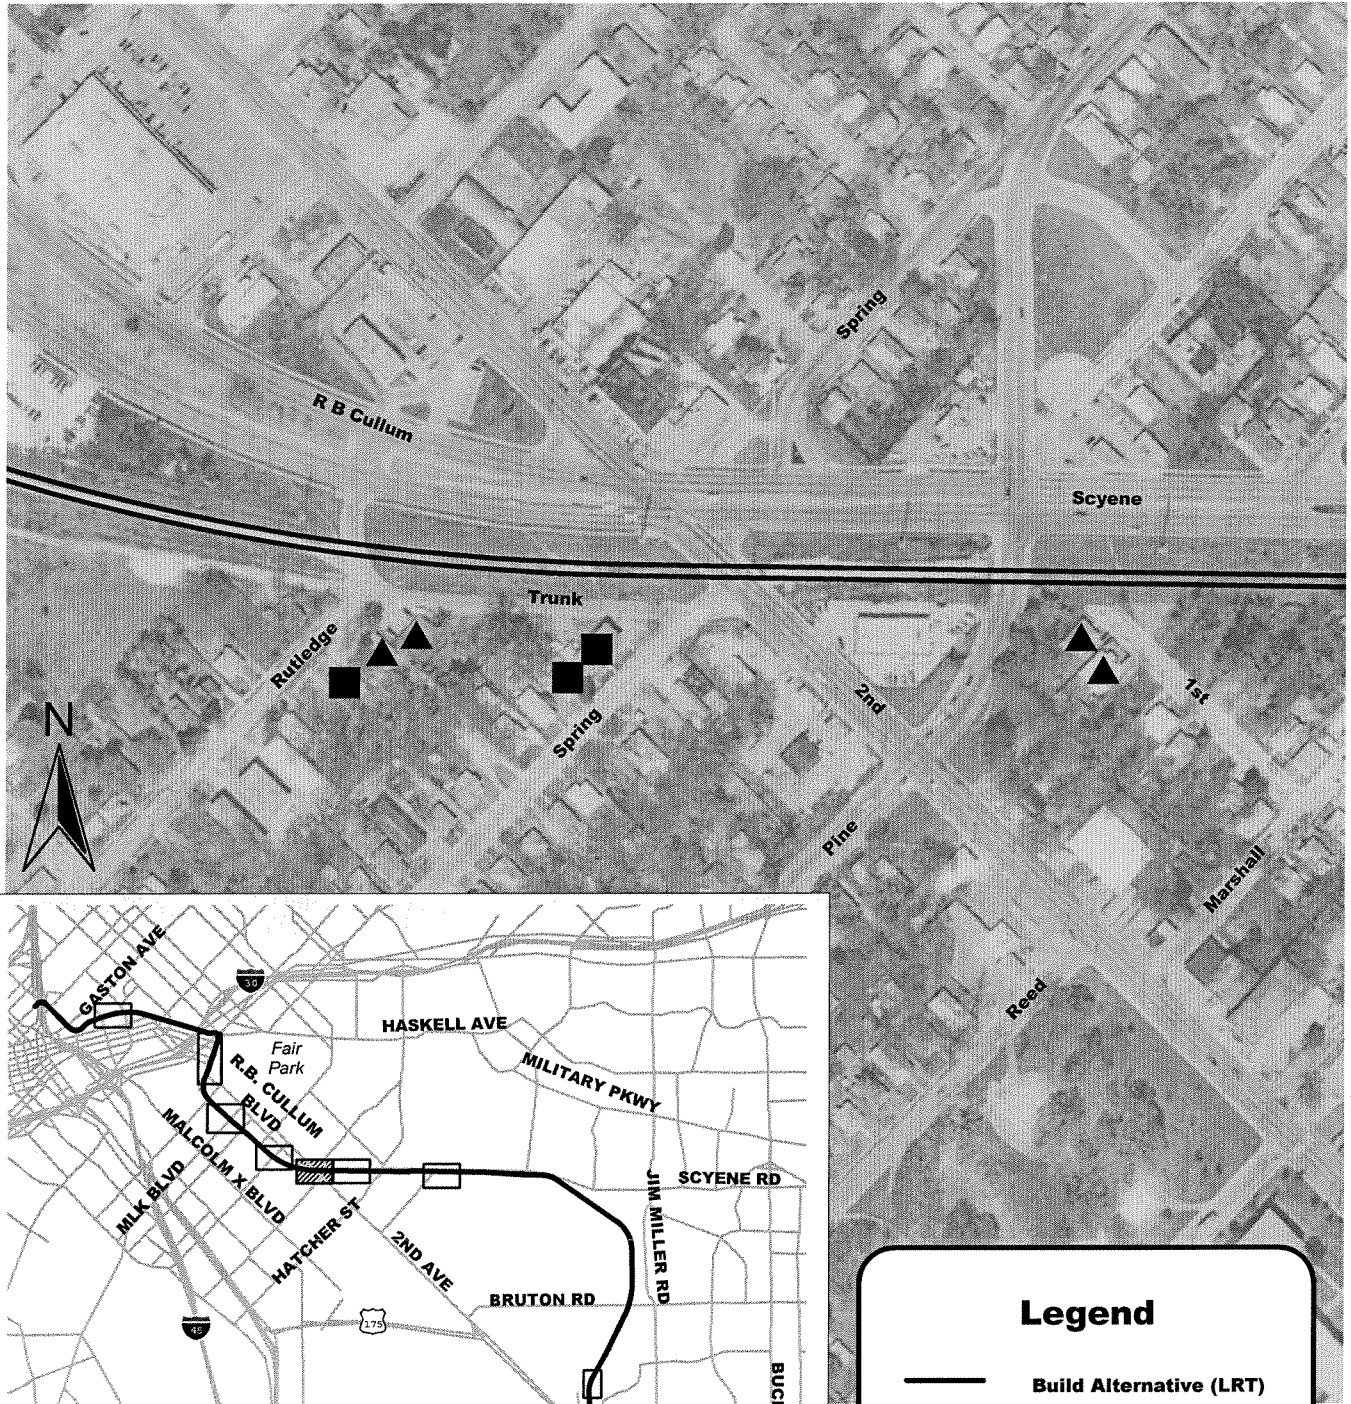 Spring
R B Cullum
Scyene
Trunk
Rutledge
1st
2nd
N
Spring
Pine
Marshall
Reed
GASTON AVE
30
HASKELL AVE
Fair
Park
R.B. CULLUM
BLVD
MILITARY PKWY
MALCOLM X BLVD
MLK BLVD
JIM MILLER RD
SCYENE RD
HATCHER ST
2ND AVE
BRUTON RD
175
45
BUC
Legend
Build Alternative (LRT)